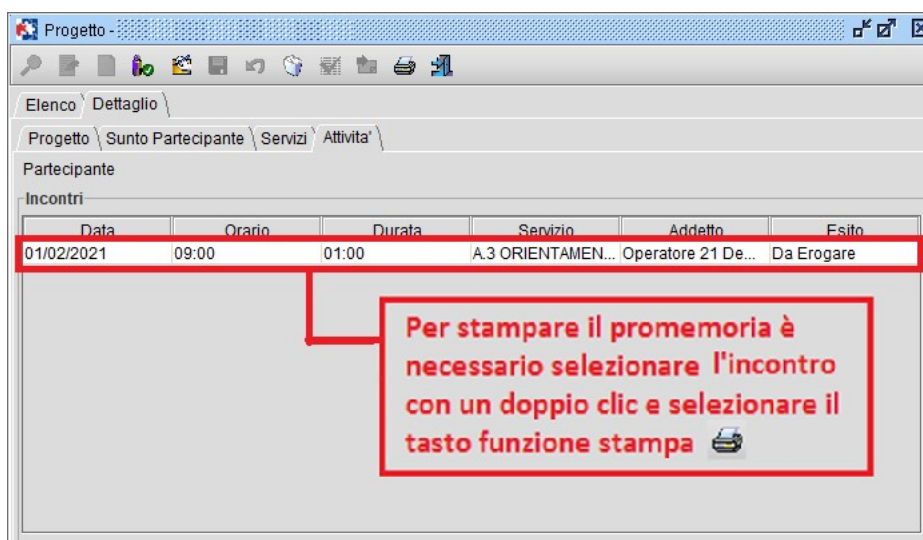 Progetto -
Elenco Dettaglio
Progetto Sunto Partecipante Servizi Attivita'
Partecipante
Incontri
Data Orario Durata Servizio Addetto Esito
01/02/2021 09:00 01:00 A.3 ORIENTAMEN... Operatore 21 De... Da Erogare
Per stampare il promemoria è
necessario selezionare l'incontro
con un doppio clic e selezionare il
tasto funzione stampa